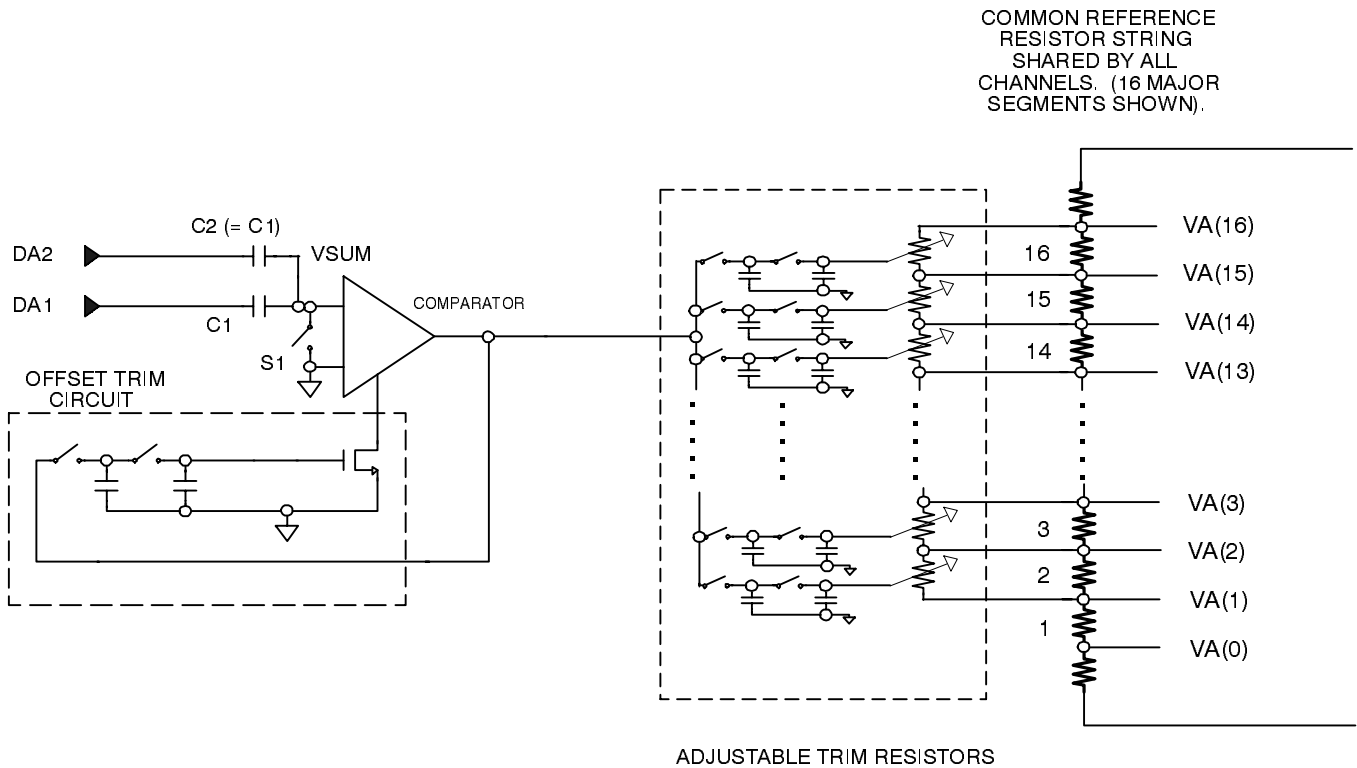 COMMON REFERENCE
RESISTOR STRING
SHARED BY ALL
CHANNELS. (16 MAJOR
SEGMENTS SHOWN).
C2 (= C1)
DA2
VSUM
DA1
C1
COMPARATOR
S1
OFFSET TRIM
CIRCUIT
VA(16)
16
VA(15)
15
VA(14)
14
VA(13)
VA(3)
3
VA(2)
2
VA(1)
1
VA(0)
ADJUSTABLE TRIM RESISTORS